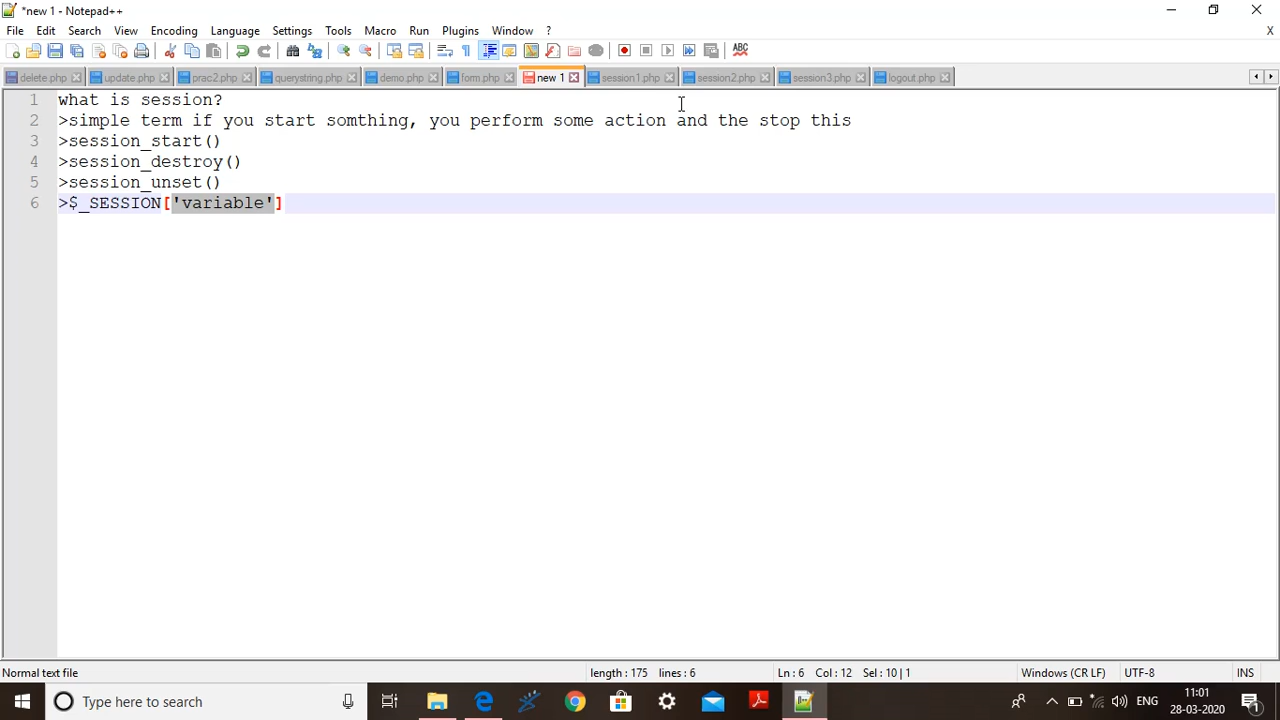 *new 1 - Notepad++
File Edit Search View Encoding Language Settings Tools Macro Run Plugins Window ? X
ABC
delete.php update.php prac2.php querystring.php demo.php form.php new 1 session1.php session2.php session3.php logout.php
1 what is session?
2 >simple term if you start somthing, you perform some action and the stop this
3 >session_start()
4 >session_destroy()
5 >session_unset()
6 >$_SESSION['variable']
Normal text file length : 175 lines : 6 Ln : 6 Col : 12 Sel : 10 | 1 Windows (CR LF) UTF-8 INS
Type here to search ENG 11:01 28-03-2020 1